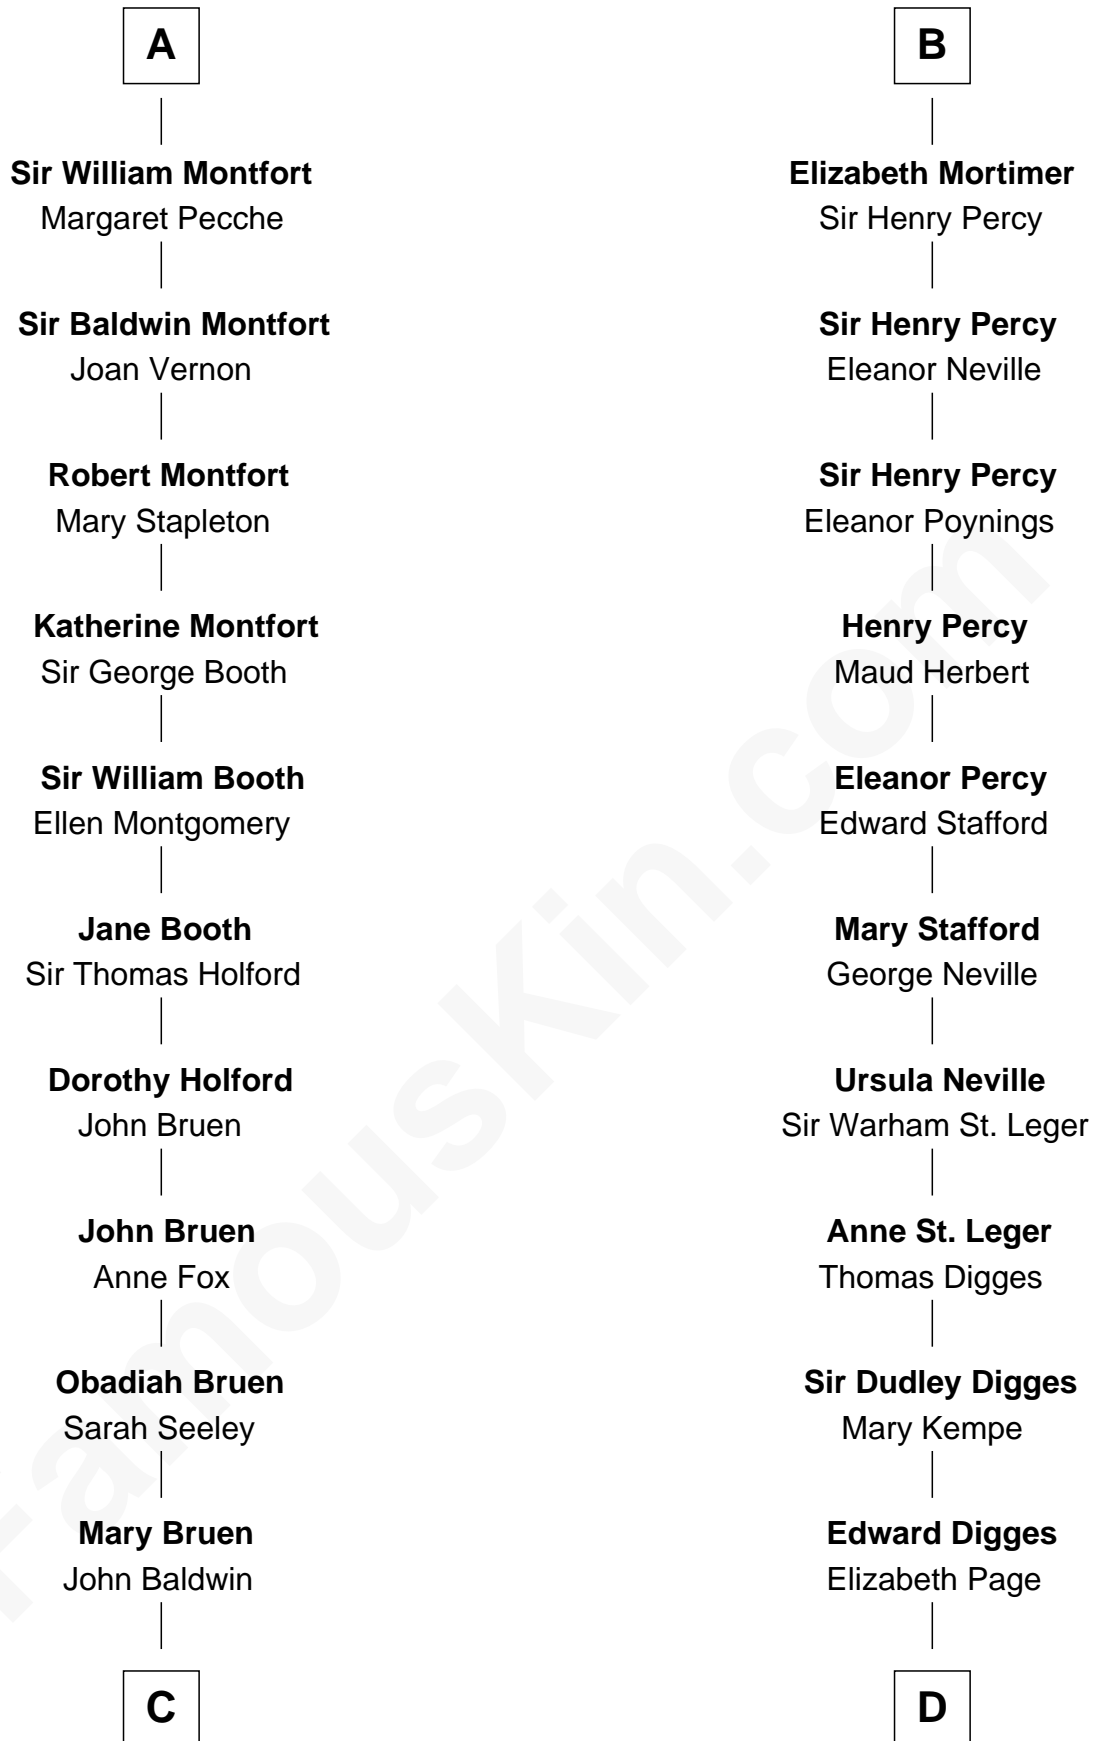 A
Sir William Montfort
Margaret Pecche
Sir Baldwin Montfort
Joan Vernon
Robert Montfort
Mary Stapleton
Katherine Montfort
Sir George Booth
Sir William Booth
Ellen Montgomery
Jane Booth
Sir Thomas Holford
Dorothy Holford
John Bruen
John Bruen
Anne Fox
Obadiah Bruen
Sarah Seeley
Mary Bruen
John Baldwin
C
B
Elizabeth Mortimer
Sir Henry Percy
Sir Henry Percy
Eleanor Neville
Sir Henry Percy
Eleanor Poynings
Henry Percy
Maud Herbert
Eleanor Percy
Edward Stafford
Mary Stafford
George Neville
Ursula Neville
Sir Warham St. Leger
Anne St. Leger
Thomas Digges
Sir Dudley Digges
Mary Kempe
Edward Digges
Elizabeth Page
D
FamousKin.com